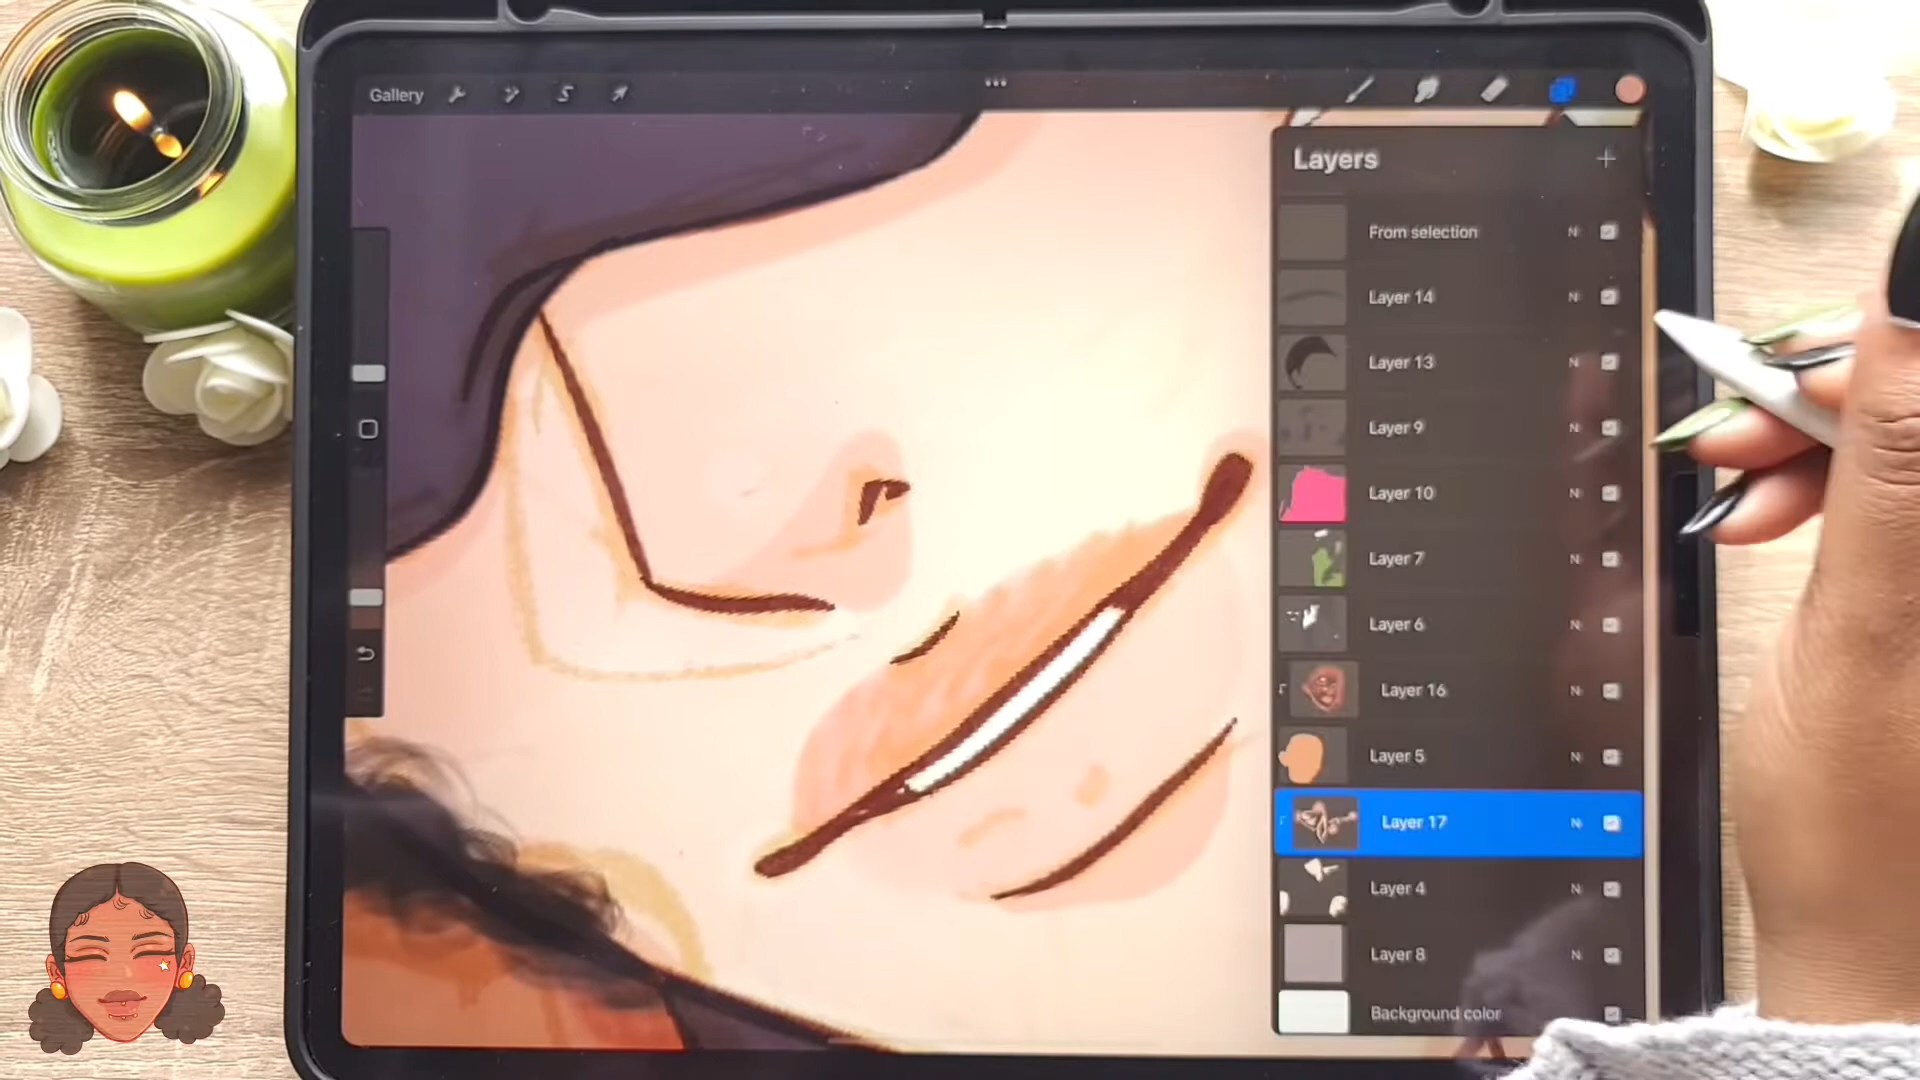 Gallery
Layers
From selection N
Layer 14 N
Layer 13 N
Layer 9 N
Layer 10 N
Layer 7 N
Layer 6 N
Layer 16 N
Layer 5 N
Layer 17 N
Layer 4 N
Layer 8 N
Background color